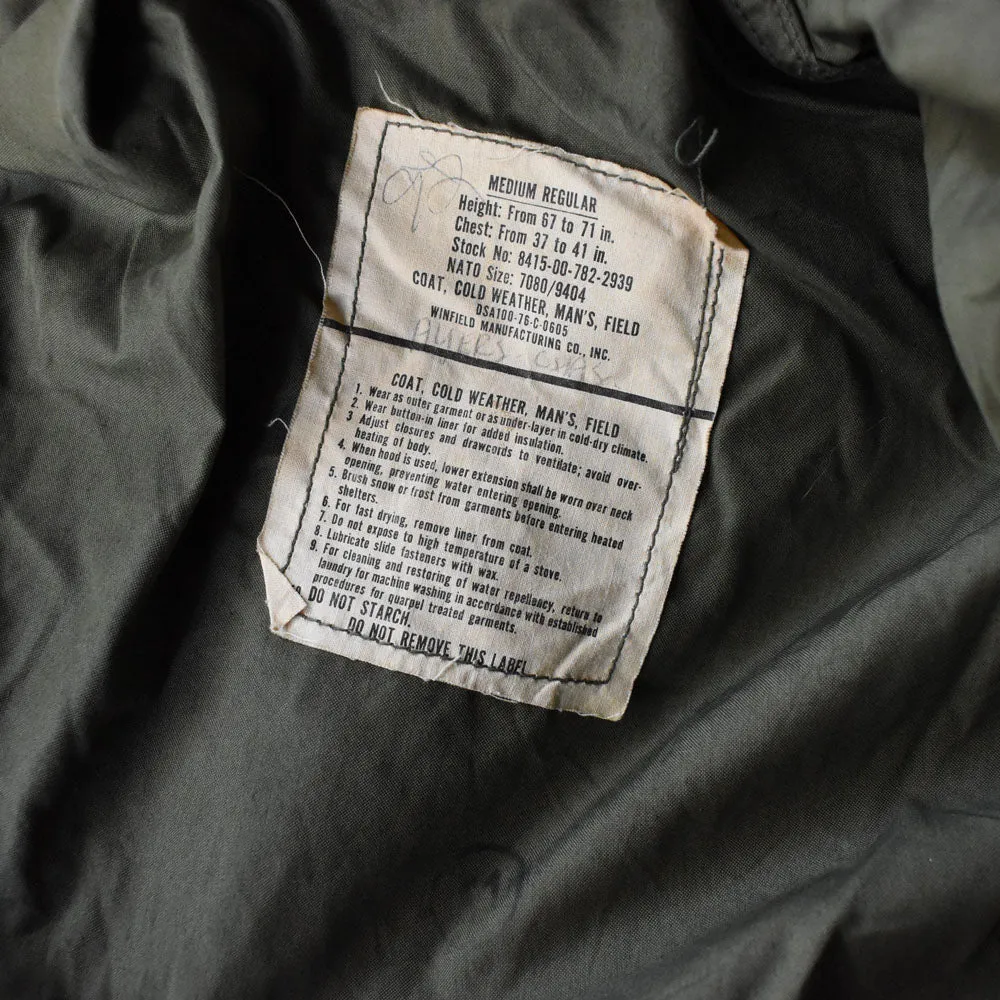 MEDIUM REGULAR
Height: From 67 to 71 in.
Chest: From 37 to 41 in.
Stock No: 8415-00-782-2939
NATO Size: 7080/9404
COAT, COLD WEATHER, MAN'S, FIELD
DSA100-76-C-0605
WINFIELD MANUFACTURING CO., INC.
COAT, COLD WEATHER, MAN'S, FIELD
1. Wear as outer garment or as under-layer in cold-dry climate.
2. Wear button-in liner for added insulation.
3 Adjust closures and drawcords to ventilate; avoid over-
heating of body.
4. When hood is used, lower extension shall be worn over neck
opening, preventing water entering opening.
5. Brush snow or frost from garments before entering heated
shelters.
6. For fast drying, remove liner from coat.
7. Do not expose to high temperature of a stove.
8. Lubricate slide fasteners with wax.
9. For cleaning and restoring of water repellency, return to
laundry for machine washing in accordance with established
procedures for quarpel treated garments.
DO NOT STARCH.
DO NOT REMOVE THIS LABEL